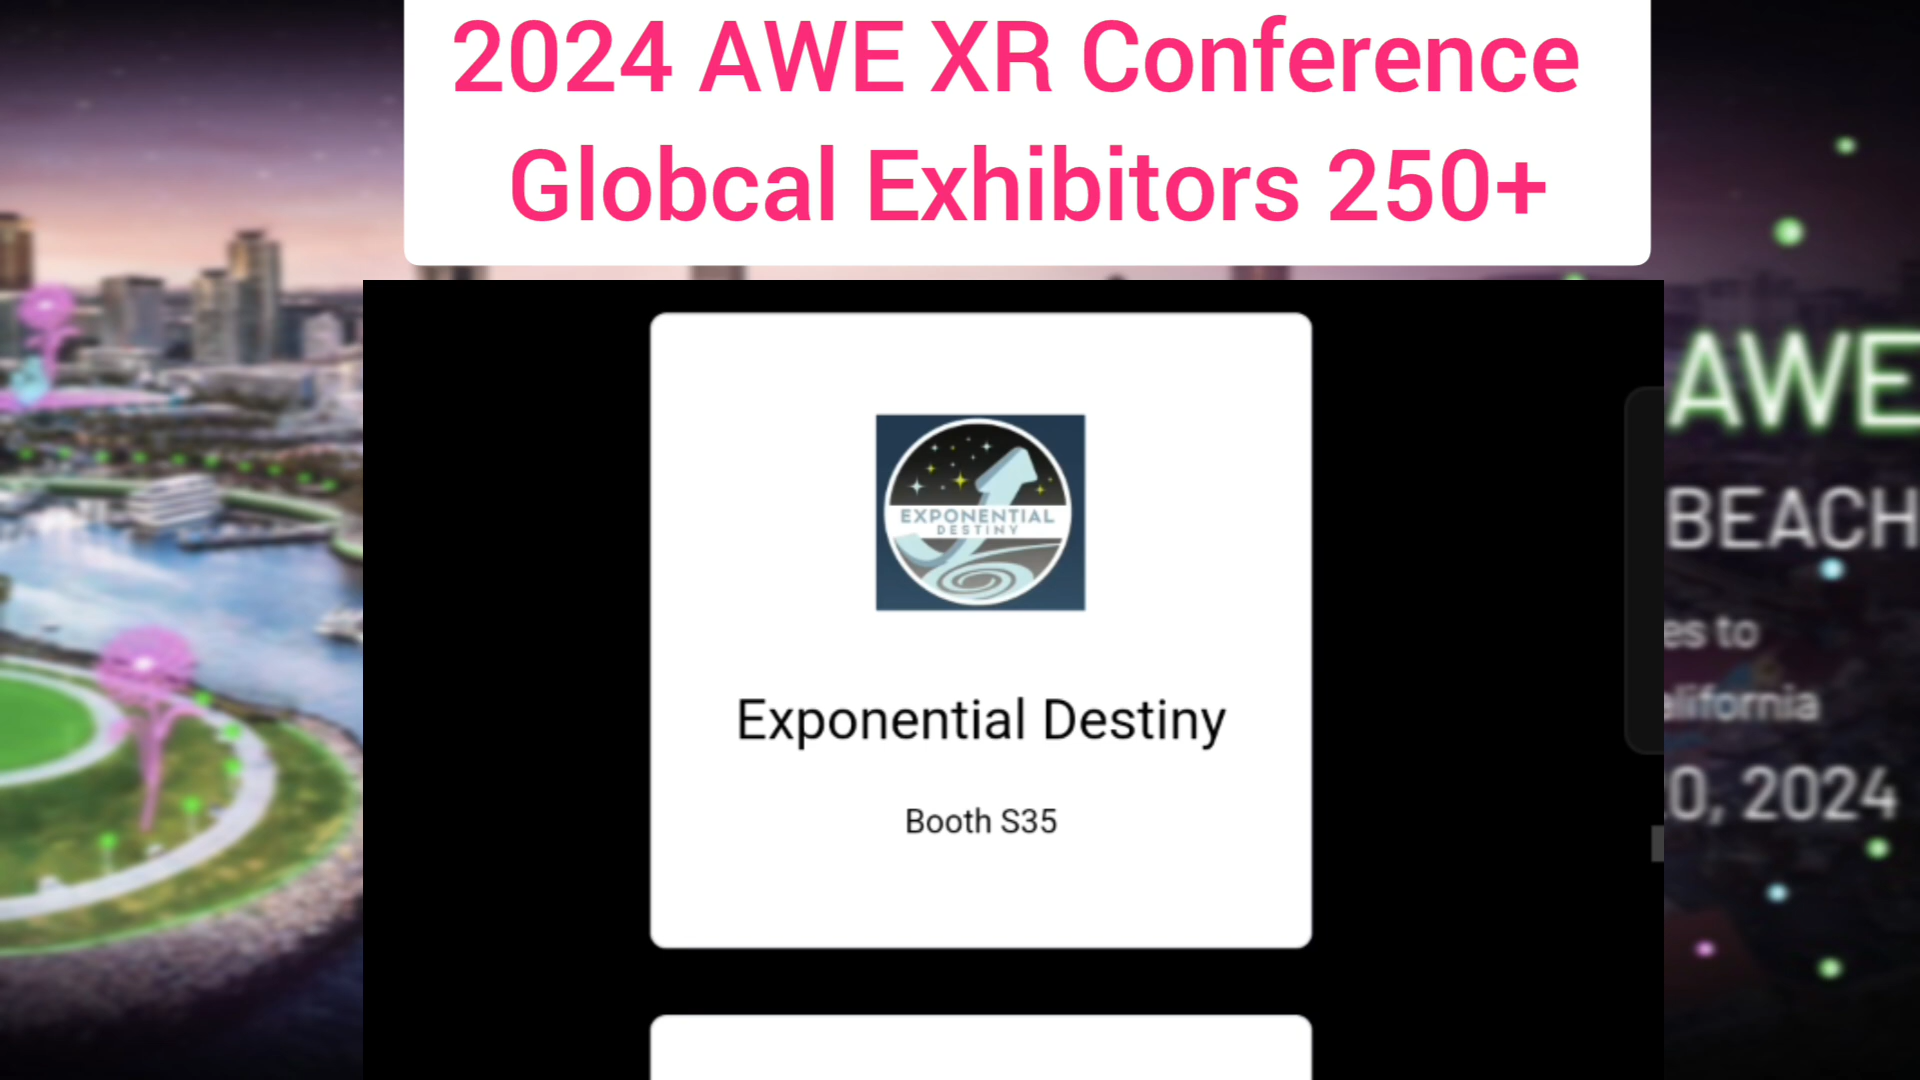 2024 AWE XR Conference
Globcal Exhibitors 250+
EXPONENTIAL
DESTINY
Exponential Destiny
Booth S35
AWE
BEACH
es to
alifornia
0, 2024